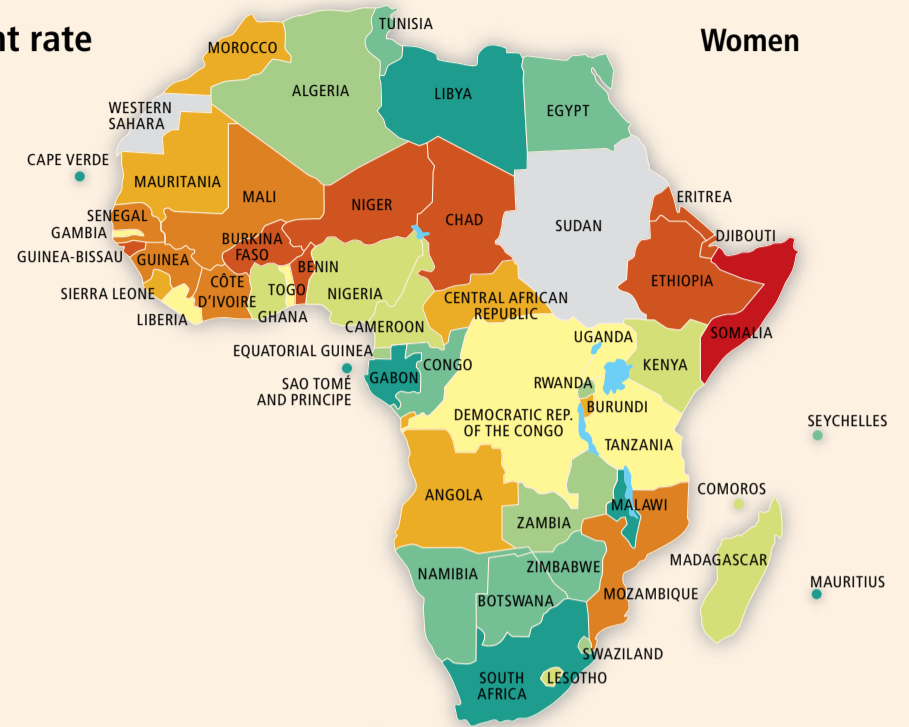 nt rate
Women
TUNISIA
MOROCCO
ALGERIA
LIBYA
EGYPT
WESTERN
SAHARA
CAPE VERDE
MAURITANIA
MALI
NIGER
CHAD
SUDAN
ERITREA
SENEGAL
GAMBIA
GUINEA-BISSAU
GUINEA
BURKINA
FASO
BENIN
DJIBOUTI
ETHIOPIA
SIERRA LEONE
CÔTE
D'IVOIRE
TOGO
NIGERIA
CENTRAL AFRICAN
REPUBLIC
LIBERIA
GHANA
CAMEROON
SOMALIA
UGANDA
EQUATORIAL GUINEA
CONGO
KENYA
GABON
SAO TOMÉ
AND PRINCIPE
RWANDA
BURUNDI
DEMOCRATIC REP.
OF THE CONGO
SEYCHELLES
TANZANIA
ANGOLA
COMOROS
MALAWI
ZAMBIA
MADAGASCAR
NAMIBIA
ZIMBABWE
MAURITIUS
BOTSWANA
MOZAMBIQUE
SWAZILAND
SOUTH
AFRICA
LESOTHO